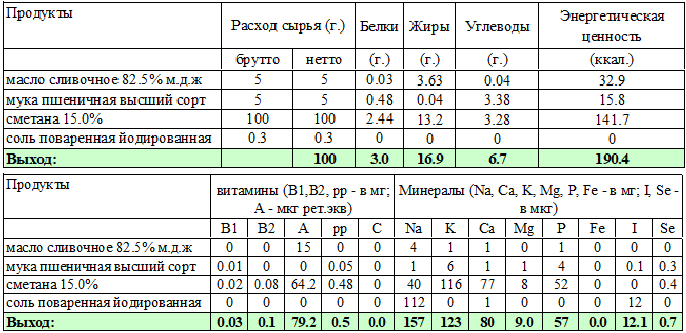 Продукты Расход сырья (г.) Белки Жиры Углеводы Энергетическая ценность
брутто нетто (г.) (г.) (г.) (ккал.)
масло сливочное 82.5% м.д.ж 5 5 0.03 3.63 0.04 32.9
мука пшеничная высший сорт 5 5 0.48 0.04 3.38 15.8
сметана 15.0% 100 100 2.44 13.2 3.28 141.7
соль поваренная йодированная 0.3 0.3 0 0 0 0
Выход: 100 3.0 16.9 6.7 190.4
Продукты витамины (В1,В2, рр - в мг; А - мкг рет.экв) Минералы (Na, Ca, K, Mg, P, Fe - в мг; I, Se - в мкг)
В1 В2 А рр С Na K Ca Mg P Fe I Se
масло сливочное 82.5% м.д.ж 0 0 15 0 0 4 1 1 0 1 0 0 0
мука пшеничная высший сорт 0.01 0 0 0.05 0 1 6 1 1 4 0 0.1 0.3
сметана 15.0% 0.02 0.08 64.2 0.48 0 40 116 77 8 52 0 0 0.4
соль поваренная йодированная 0 0 0 0 0 112 0 1 0 0 0 12 0
Выход: 0.03 0.1 79.2 0.5 0.0 157 123 80 9.0 57 0.0 12.1 0.7